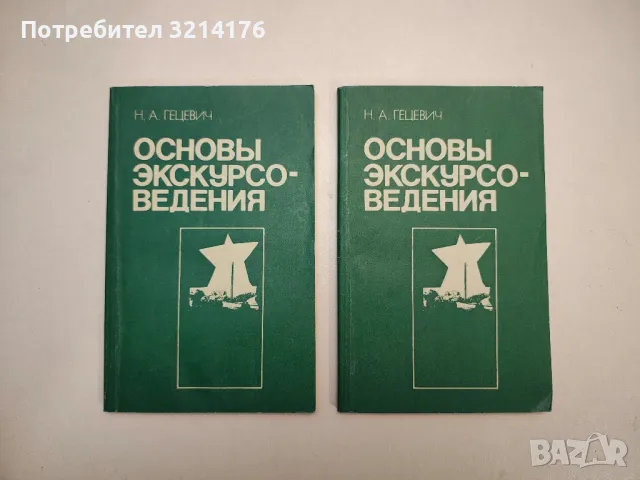 Потребител 3214176
Н. А. ГЕЦЕВИЧ
ОСНОВЫ
ЭКСКУРСО-
ВЕДЕНИЯ
Н. А. ГЕЦЕВИЧ
ОСНОВЫ
ЭКСКУРСО-
ВЕДЕНИЯ
BAZAR